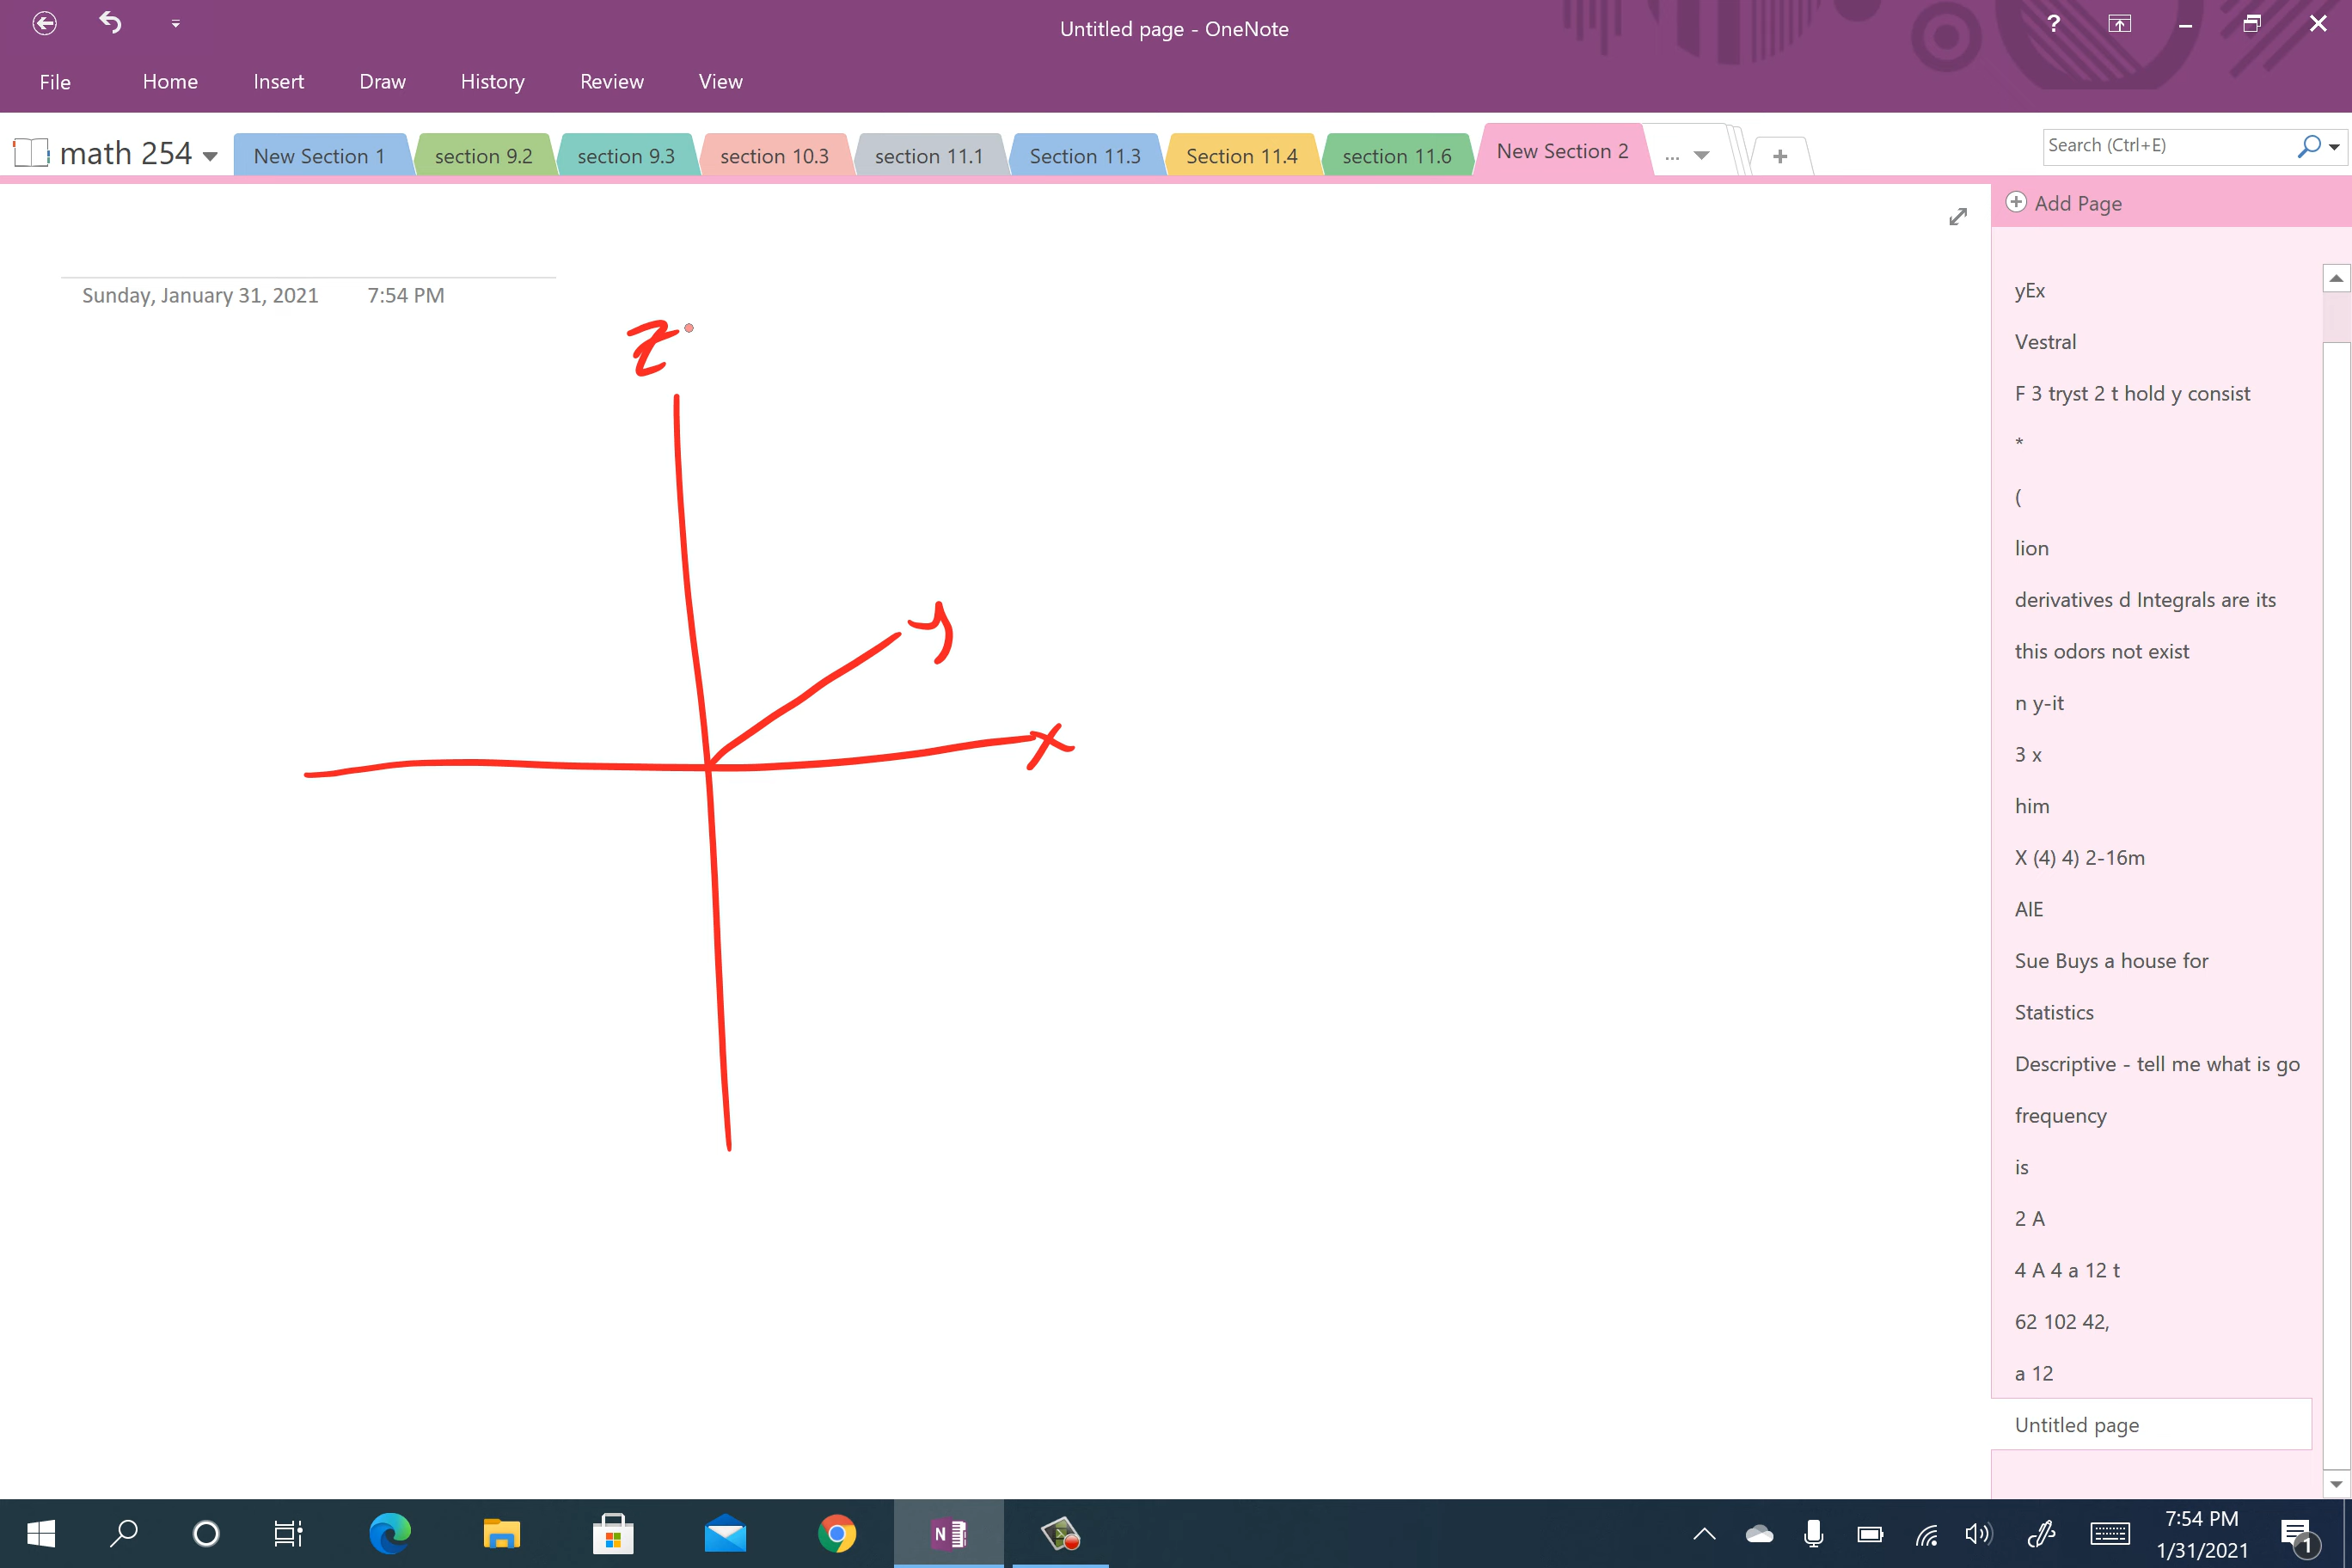 Untitled page - OneNote
?
File Home Insert Draw History Review View
math 254 New Section 1 section 9.2 section 9.3 section 10.3 section 11.1 Section 11.3 Section 11.4 section 11.6 New Section 2 ... + Search (Ctrl+E)
Add Page
Sunday, January 31, 2021 7:54 PM
z
y
x
yEx
Vestral
F 3 tryst 2 t hold y consist
*
(
lion
derivatives d Integrals are its
this odors not exist
n y-it
3 x
him
X (4) 4) 2-16m
AIE
Sue Buys a house for
Statistics
Descriptive - tell me what is go
frequency
is
2 A
4 A 4 a 12 t
62 102 42,
a 12
Untitled page
N
7:54 PM
1/31/2021
1